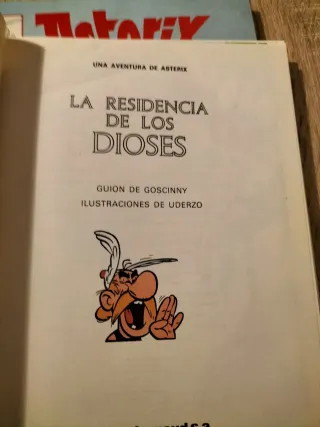 Asterix
UNA AVENTURA DE ASTERIX
LA RESIDENCIA
DE LOS
DIOSES
GUION DE GOSCINNY
ILUSTRACIONES DE UDERZO
s.a.